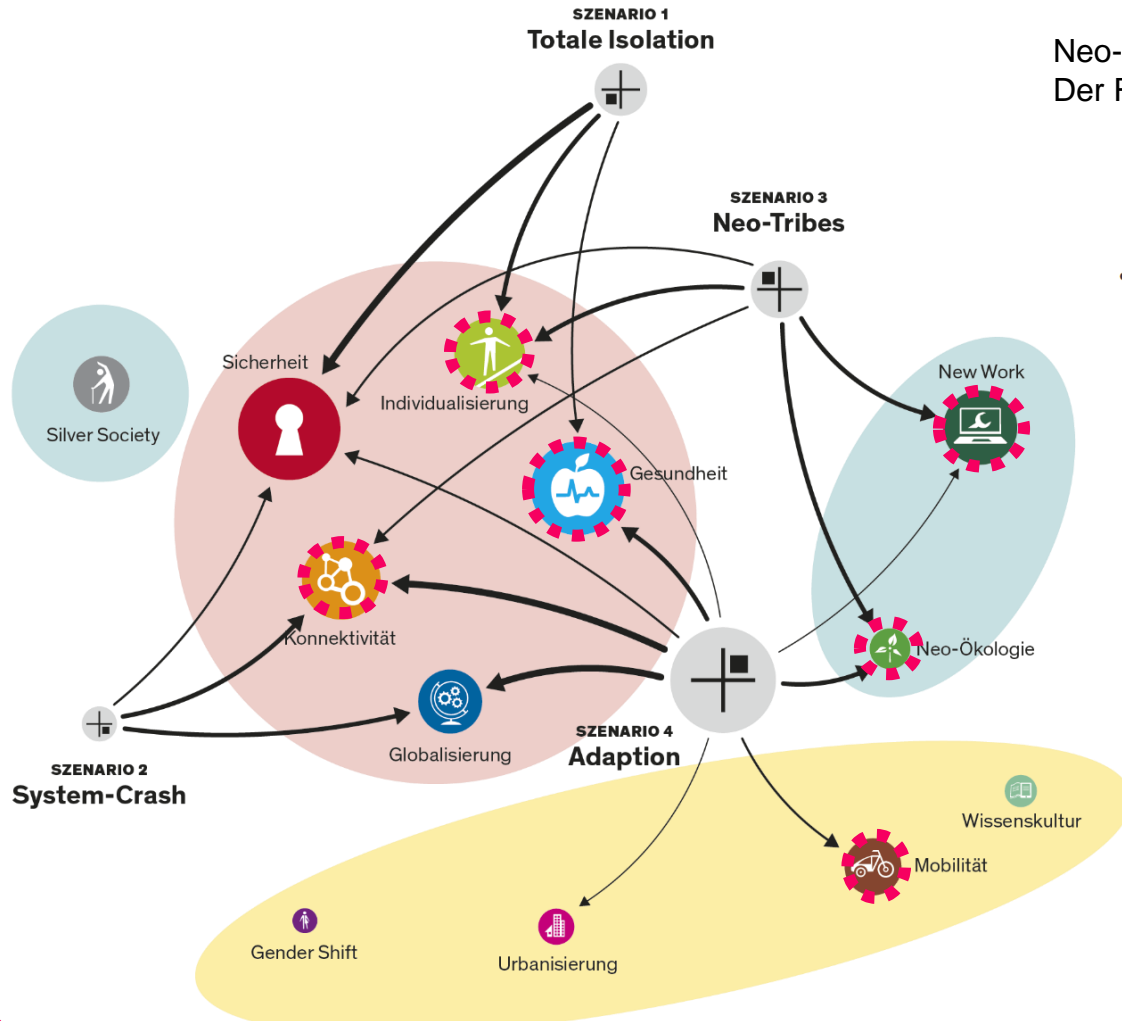 SZENARIO 1
Totale Isolation
Neo-
Der
SZENARIO 3
Neo-Tribes
Sicherheit
New Work
Individualisierung
Silver Society
Gesundheit
Konnektivität
Neo-Ökologie
SZENARIO 4
Adaption
Globalisierung
SZENARIO 2
System-Crash
Wissenskultur
Mobilität
Gender Shift
Urbanisierung